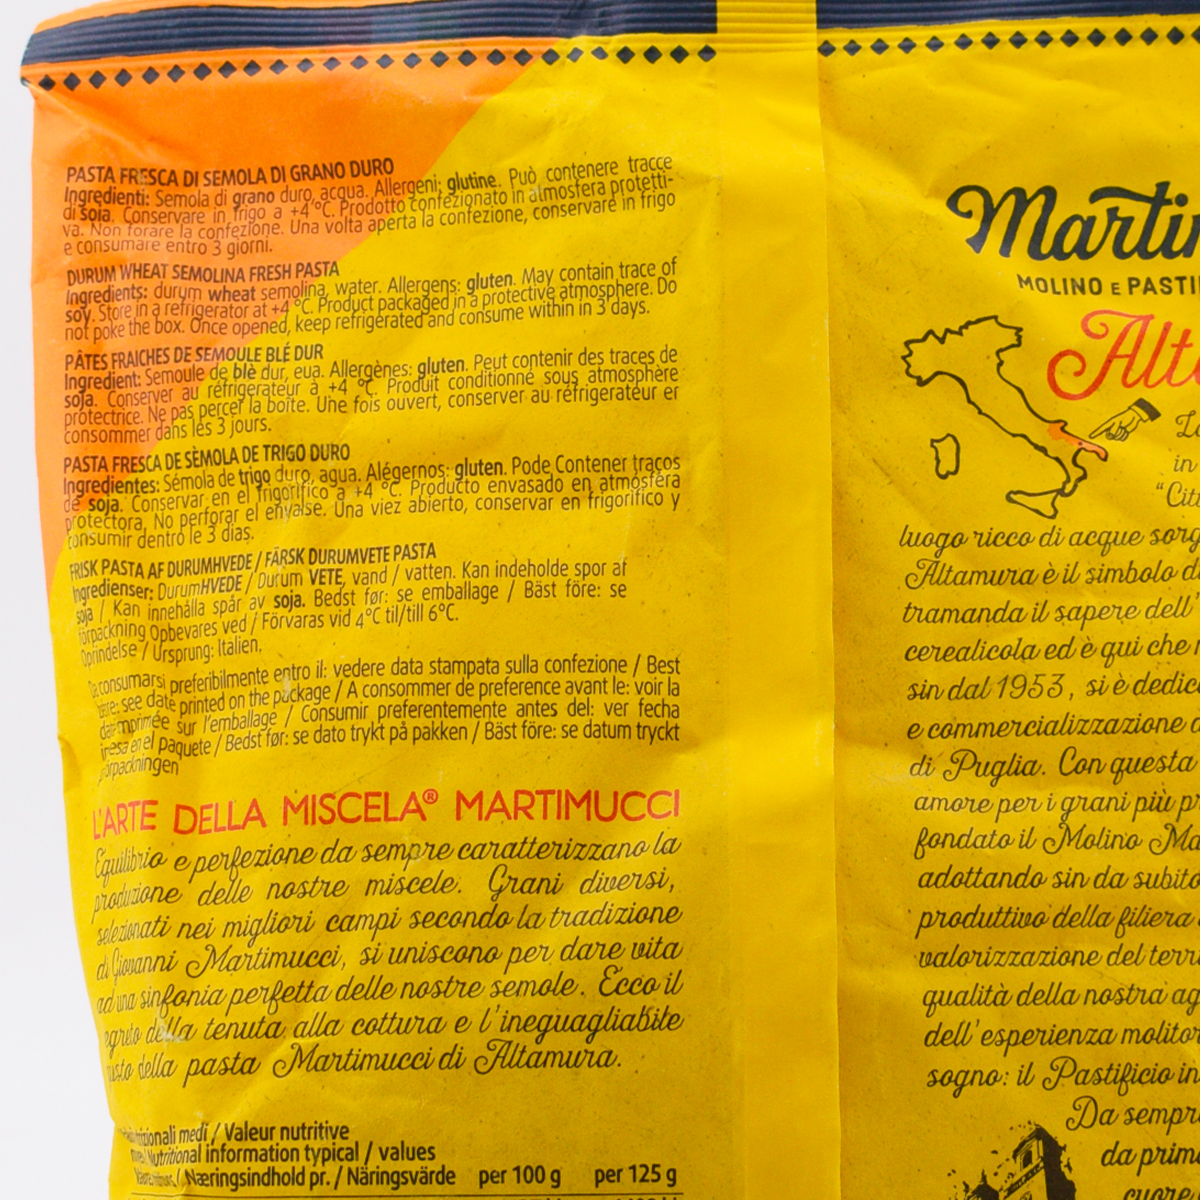 PASTA FRESCA DI SEMOLA DI GRANO DURO
Ingredienti: Semola di grano duro, acqua. Allergeni; glutine. Può contenere tracce
di soia. Conservare in frigo a +4°C. Prodotto confezionato in atmosfera protetti-
va. Non forare la confezione. Una volta aperta la confezione, conservare in frigo
e consumare entro 3 giorni.
DURUM WHEAT SEMOLINA FRESH PASTA
Ingredients: durum wheat semolina, water. Allergens: gluten. May contain trace of
soy. Store in a refrigerator at +4 °C. Product packaged in a protective atmosphere. Do
not poke the box. Once opened, keep refrigerated and consume within in 3 days.
PÂTES FRAICHES DE SEMOULE BLÉ DUR
Ingredient: Semoule de blè dur, eua. Allergènes: gluten. Peut contenir des traces de
soja. Conserver au réfrigerateur à +4 °C. Produit conditionné sous atmosphère
protectrice. Ne pas percer la boîte. Une fois ouvert, conserver au réfrigerateur er
consommer dans les 3 jours.
PASTA FRESCA DE SÈMOLA DE TRIGO DURO
Ingredientes: Sémola de trigo duro, agua. Alégernos: gluten. Pode Contener traços
de soja. Conservar en el frigorífico a +4 °C. Producto envasado en atmósfera
protectora, No perforar el envalse. Una viez abierto, conservar en frigorifico y
consumir dentro le 3 dias.
FRISK PASTA AF DURUMHVEDE / FÄRSK DURUMVETE PASTA
Ingredienser: DurumHVEDE / Durum VETE, vand / vatten. Kan indeholde spor af
soja / Kan innehålla spår av soja. Bedst før: se emballage / Bäst före: se
förpackning Opbevares ved / Förvaras vid 4°C til/till 6°C.
Oprindelse / Ursprung: Italien.
consumarsi preferibilmente entro il: vedere data stampata sulla confezione / Best
see date printed on the package / A consommer de preference avant le: voir la
sur l'emballage / Consumir preferentemente antes del: ver fecha
en el paquete / Bedst før: se dato trykt på pakken / Bäst före: se datum tryckt
L'ARTE DELLA MISCELA® MARTIMUCCI
Equilibrio e perfezione da sempre caratterizzano la
produzione delle nostre miscele. Grani diversi,
selezionati nei migliori campi secondo la tradizione
di Giovanni Martimucci, si uniscono per dare vita
ad una sinfonia perfetta delle nostre semole. Ecco il
della tenuta alla cottura e l'ineguagliabile
della pasta Martimucci di Altamura.
medi / Valeur nutritive
Nutritional information typical / values
/ Næringsindhold pr. / Näringsvärde per 100 g per 125 g
Martim
MOLINO E PASTI
Alt
in
"Cit
luogo ricco di acque sorg
Altamura è il simbolo d
tramanda il sapere dell'
cerealicola ed è qui che
sin dal 1953, si è dedic
e commercializzazione
di Puglia. Con questa
amore per i grani più p
fondato il Molino Ma
adottando sin da subito
produttivo della filiera
valorizzazione del terr
qualità della nostra ag
dell'esperienza molitor
sogno: il Pastificio in
Da sempr
da prim
cuore